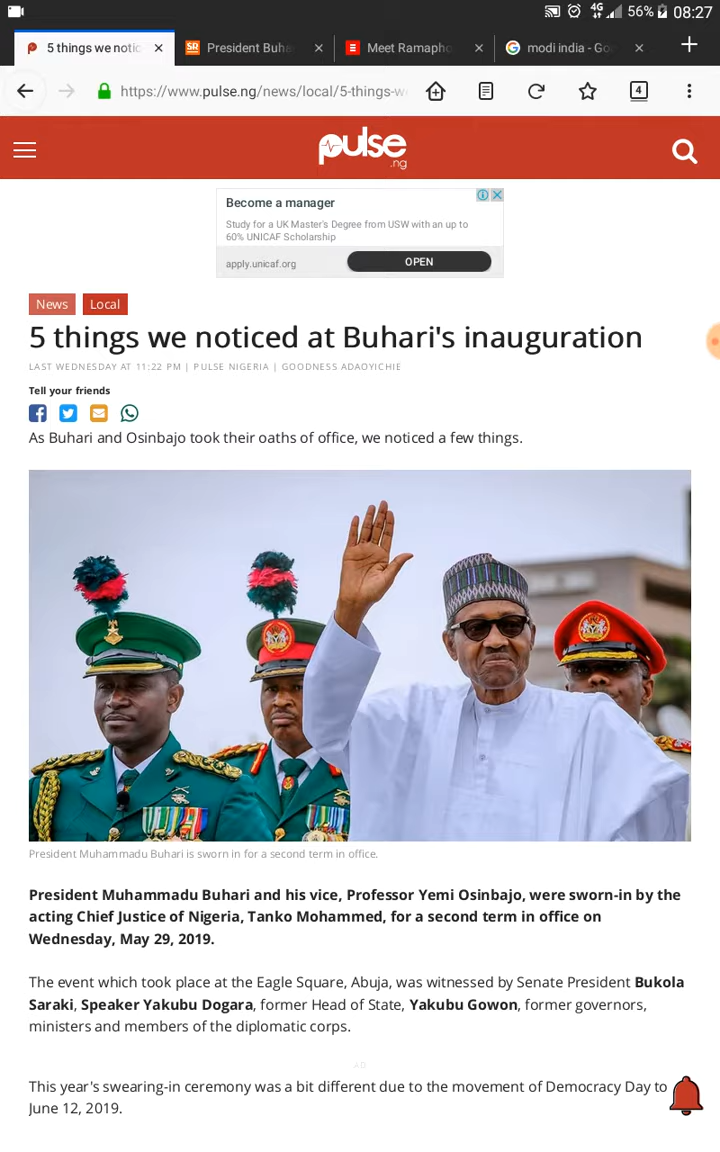 4G 56% 08:27
5 things we notic
SR President Buha
Meet Ramapho
G modi india - Goo
https://www.pulse.ng/news/local/5-things-w
4
pulse
.ng
Become a manager
Study for a UK Master's Degree from USW with an up to
60% UNICAF Scholarship
apply.unicaf.org OPEN
News Local
5 things we noticed at Buhari's inauguration
LAST WEDNESDAY AT 11:22 PM | PULSE NIGERIA | GOODNESS ADAOYICHIE
Tell your friends
As Buhari and Osinbajo took their oaths of office, we noticed a few things.
President Muhammadu Buhari is sworn in for a second term in office.
President Muhammadu Buhari and his vice, Professor Yemi Osinbajo, were sworn-in by the
acting Chief Justice of Nigeria, Tanko Mohammed, for a second term in office on
Wednesday, May 29, 2019.
The event which took place at the Eagle Square, Abuja, was witnessed by Senate President Bukola
Saraki, Speaker Yakubu Dogara, former Head of State, Yakubu Gowon, former governors,
ministers and members of the diplomatic corps.
AD
This year's swearing-in ceremony was a bit different due to the movement of Democracy Day to
June 12, 2019.